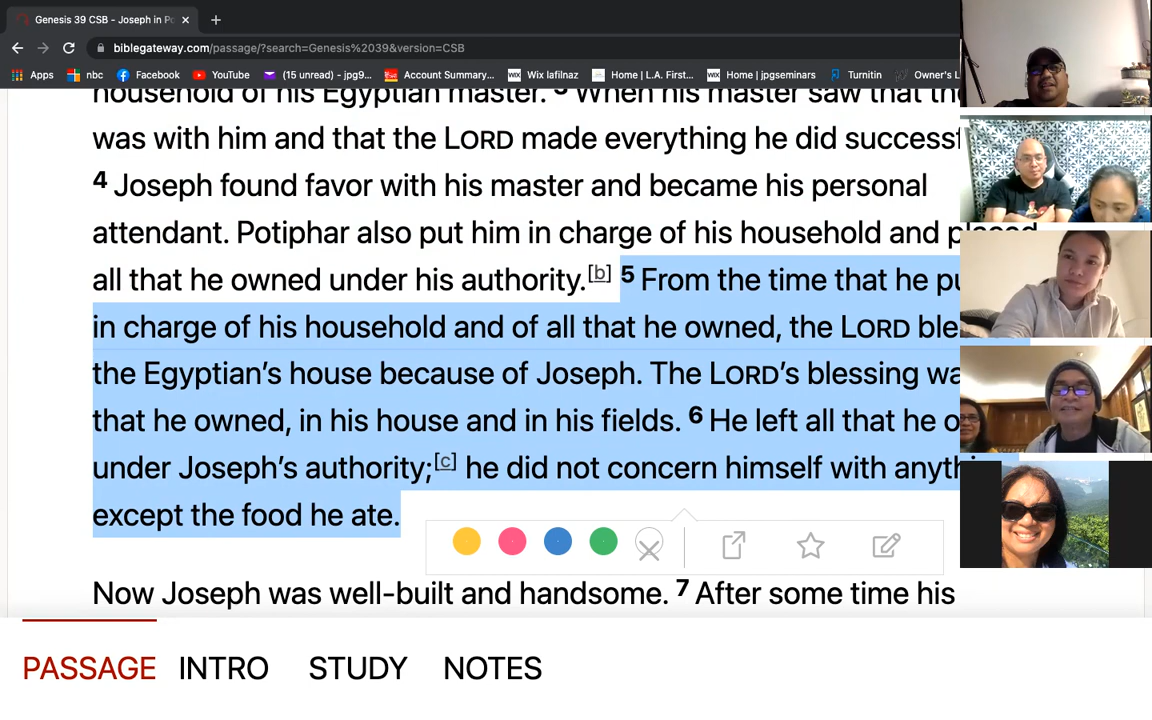 Genesis 39 CSB - Joseph in Po
biblegateway.com/passage/?search=Genesis%2039&version=CSB
Apps nbc Facebook YouTube (15 unread) - jpg9... Account Summary... Wix lafilnaz Home | L.A. First... Home | jpgseminars Turnitin Owner's L
household of his Egyptian master. 3 When his master saw that the
was with him and that the LORD made everything he did successf
4 Joseph found favor with his master and became his personal
attendant. Potiphar also put him in charge of his household and placed
all that he owned under his authority.[b] 5 From the time that he pu
in charge of his household and of all that he owned, the LORD ble
the Egyptian’s house because of Joseph. The LORD’s blessing wa
that he owned, in his house and in his fields. 6 He left all that he o
under Joseph’s authority;[c] he did not concern himself with anyth
except the food he ate.
Now Joseph was well-built and handsome. 7 After some time his
PASSAGE INTRO STUDY NOTES